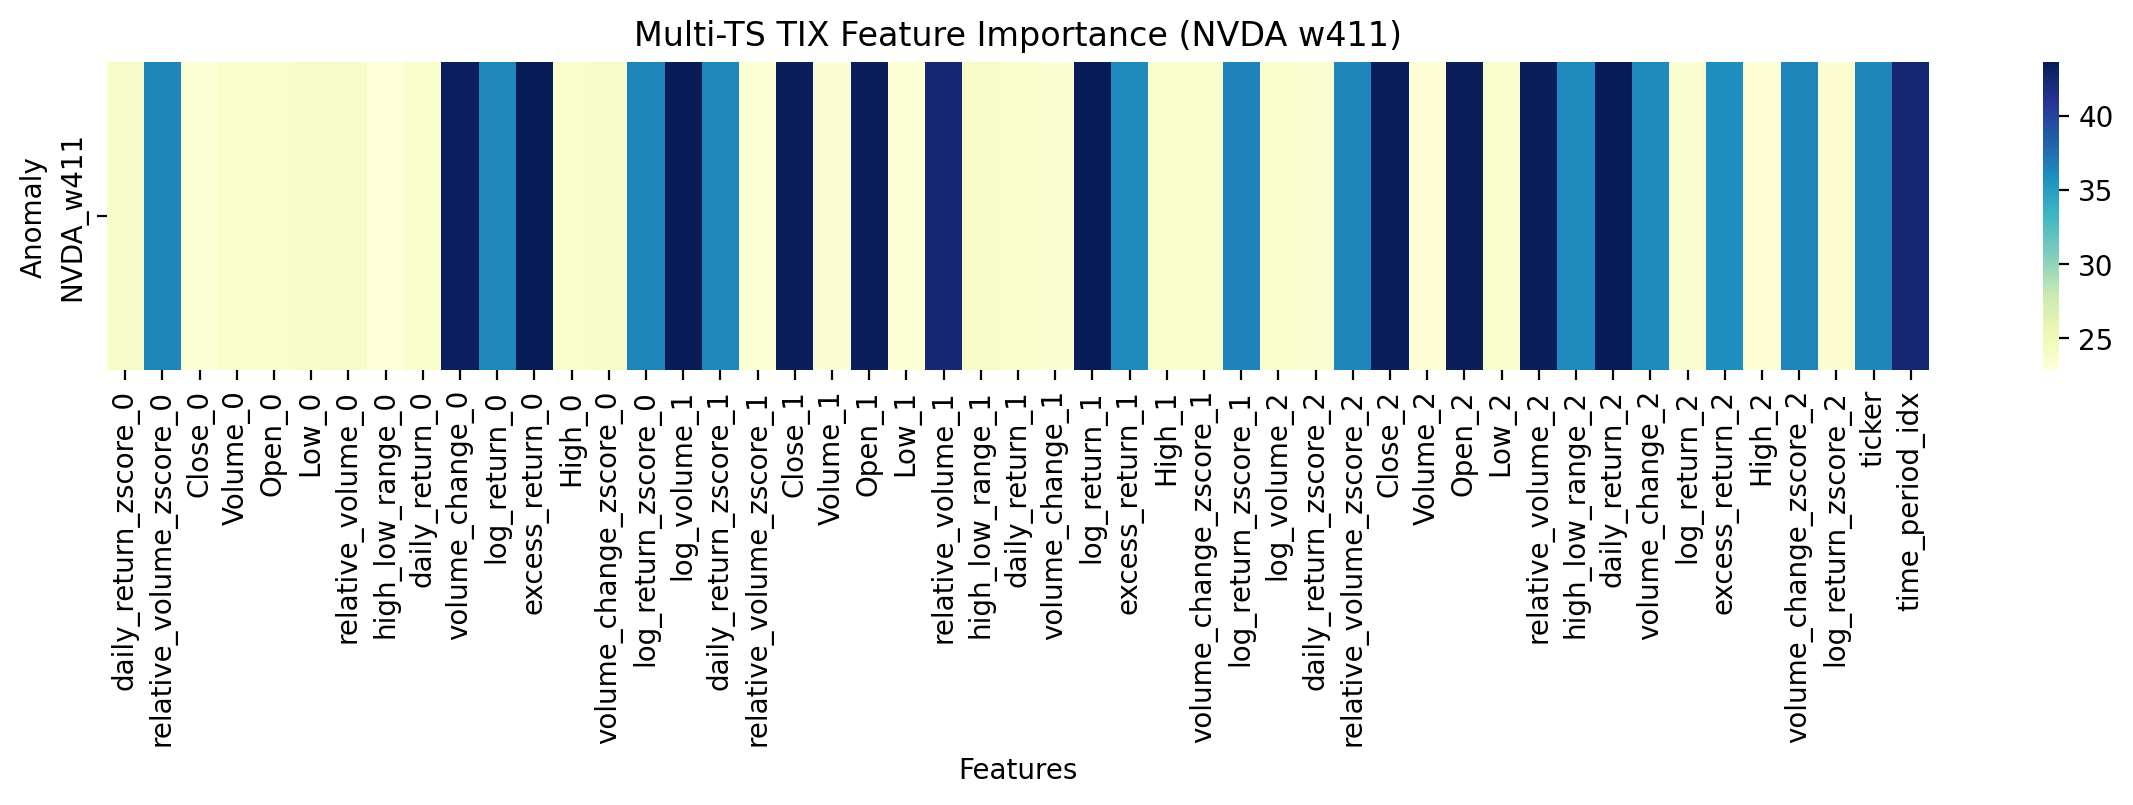 Multi-TS TIX Feature Importance (NVDA w411)
Anomaly
NVDA_w411
40
35
30
25
daily_return_zscore_0
relative_volume_zscore_0
Close_0
Volume_0
Open_0
Low_0
relative_volume_0
high_low_range_0
daily_return_0
volume_change_0
log_return_0
excess_return_0
High_0
volume_change_zscore_0
log_return_zscore_0
log_volume_1
daily_return_zscore_1
relative_volume_zscore_1
Close_1
Volume_1
Open_1
Low_1
relative_volume_1
high_low_range_1
daily_return_1
volume_change_1
log_return_1
excess_return_1
High_1
volume_change_zscore_1
log_return_zscore_1
log_volume_2
daily_return_zscore_2
relative_volume_zscore_2
Close_2
Volume_2
Open_2
Low_2
relative_volume_2
high_low_range_2
daily_return_2
volume_change_2
log_return_2
excess_return_2
High_2
volume_change_zscore_2
log_return_zscore_2
ticker
time_period_idx
Features